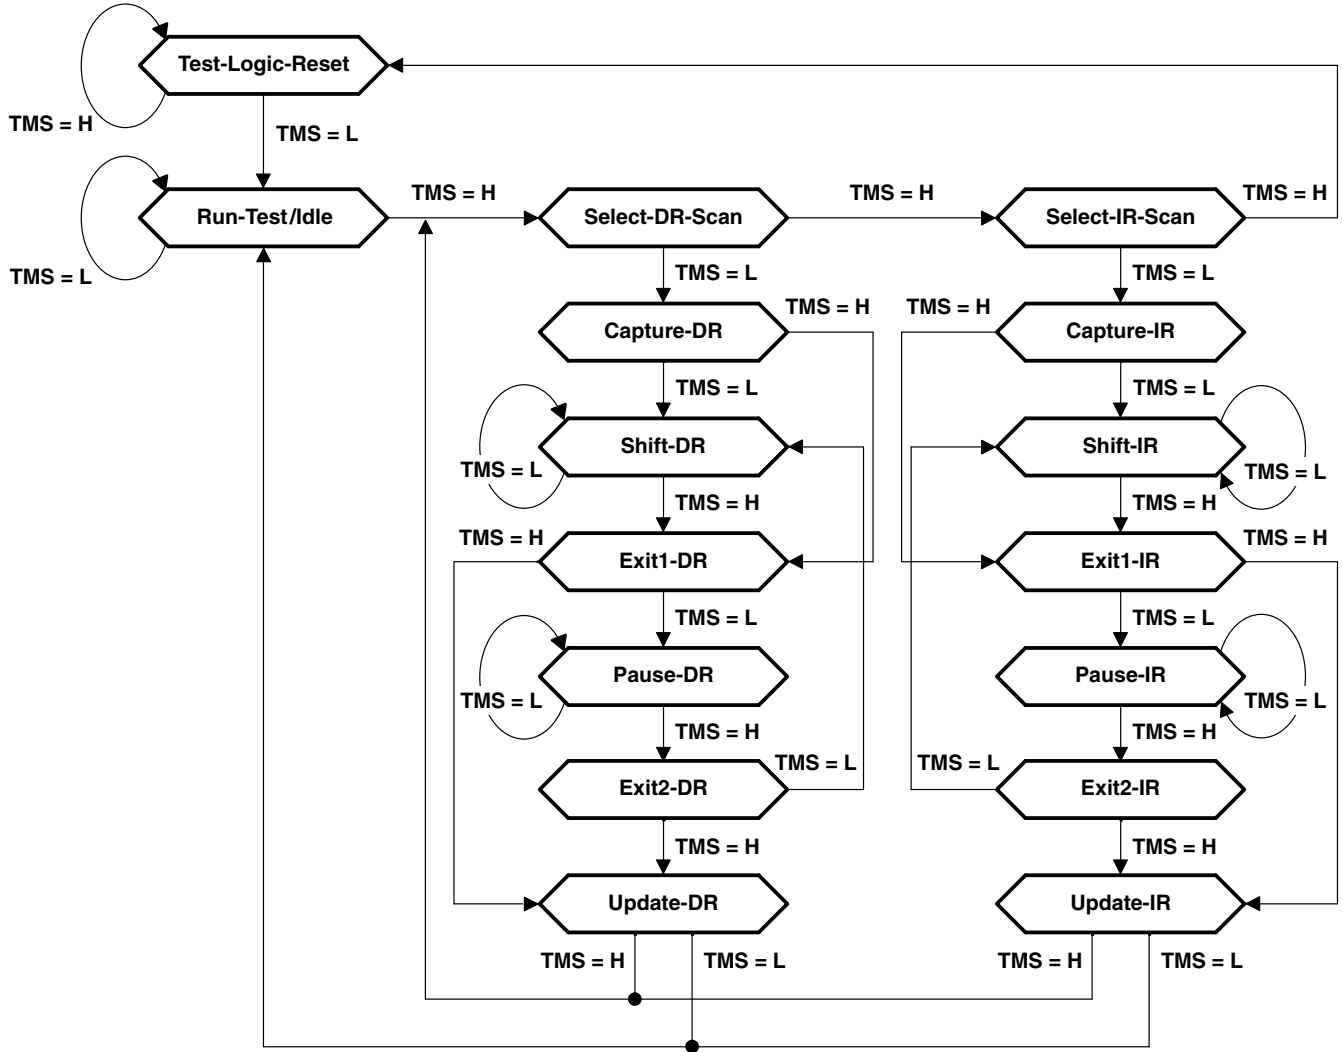 Test-Logic-Reset
TMS = H
TMS = L
TMS = H
TMS = H
TMS = H
Run-Test/Idle
Select-DR-Scan
Select-IR-Scan
TMS = L
TMS = L
TMS = L
TMS = H
TMS = H
Capture-DR
Capture-IR
TMS = L
TMS = L
Shift-DR
Shift-IR
TMS = L
TMS = L
TMS = H
TMS = H
TMS = H
TMS = H
Exit1-DR
Exit1-IR
TMS = L
TMS = L
Pause-DR
Pause-IR
TMS = L
TMS = L
TMS = H
TMS = H
TMS = L
TMS = L
Exit2-DR
Exit2-IR
TMS = H
TMS = H
Update-DR
Update-IR
TMS = H
TMS = L
TMS = H
TMS = L